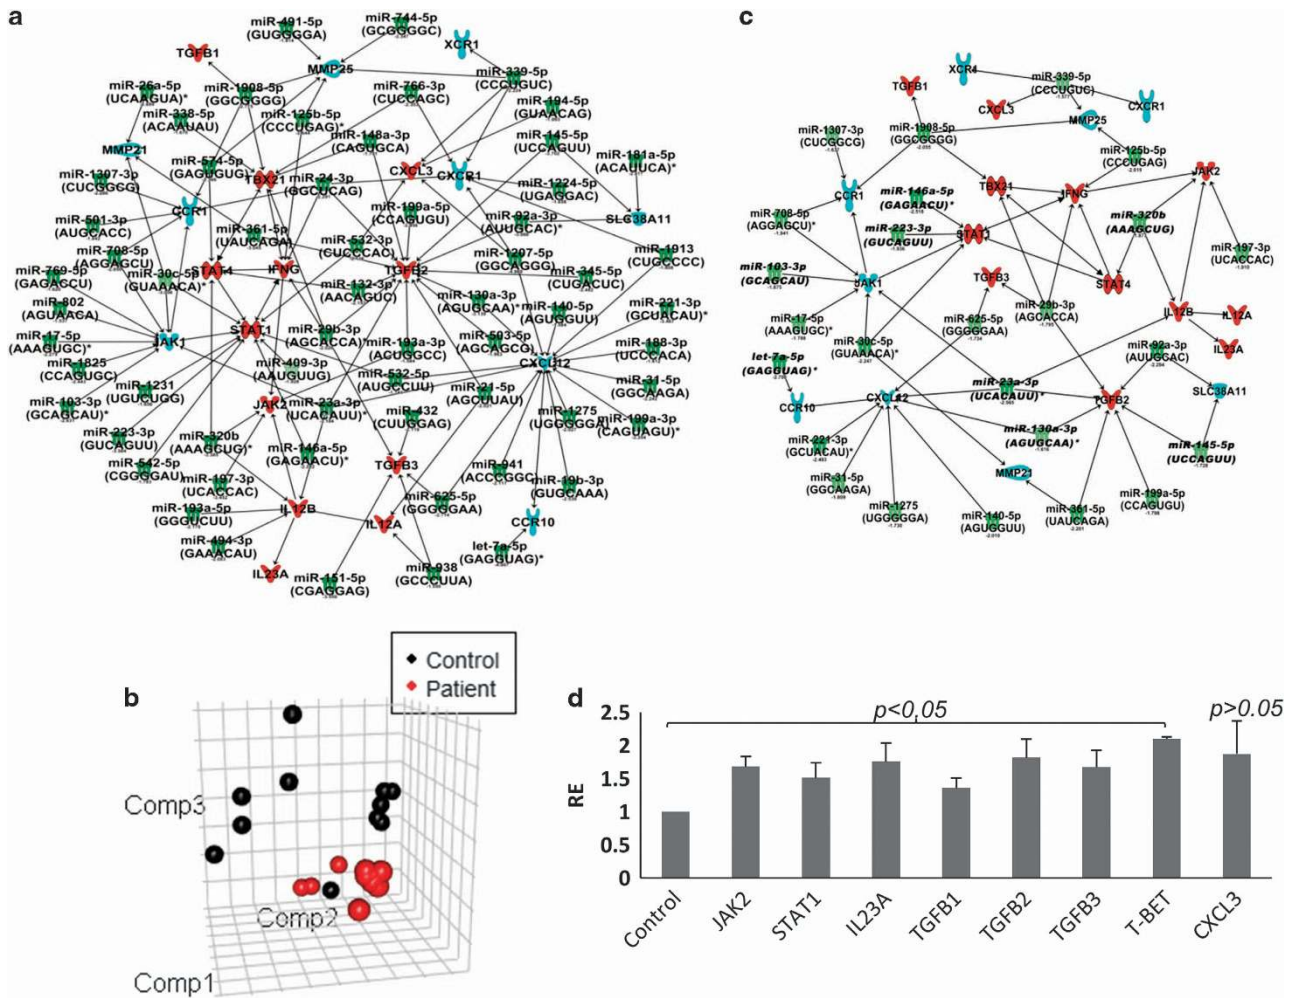 a
miR-491-5p
(GUGGGGA)
miR-744-5p
(GCGGGGC)
XCR1
TGFB1
MMP25
miR-339-5p
(CCCUGUC)
miR-26a-5p
(UCAAGUA)*
miR-1908-5p
(GGCGGGG)
miR-766-3p
(CUCCAGC)
miR-194-5p
(GUAACAG)
miR-338-5p
(ACAAUAU)
miR-125b-5p
(CCCUGAG)*
miR-148a-3p
(CAGUGCA)
miR-145-5p
(UCCAGUU)
MMP21
miR-181a-5p
(ACAUUCA)*
miR-574-5p
(GAGUGUG)*
TBX21
CXCL3
CXCR1
miR-1307-3p
(CUCGGCG)
miR-24-3p
(GGCUCAG)
miR-1224-5p
(UGAGGAC)
CCR1
miR-199a-5p
(CCAGUGU)
miR-92a-3p
(AUUGCAC)*
SLC38A11
miR-501-3p
(AUGCACC)
miR-361-5p
(UAUCAGA)
miR-532-3p
(CUCCCAC)
miR-708-5p
(AGGAGCU)
miR-1207-5p
(GGCAGGG)
miR-1913
(CUGCCCC)
miR-769-5p
(GAGACCU)
miR-30c-5p
(GUAAACA)*
STAT4
IFNG
TGFB2
miR-345-5p
(CUGACUC)
miR-132-3p
(AACAGUC)
miR-130a-3p
(AGUGCAA)*
miR-140-5p
(AGUGGUU)
miR-221-3p
(GCUACAU)*
miR-802
(AGUAACA)
miR-17-5p
(AAAGUGC)*
JAK1
STAT1
miR-29b-3p
(AGCACCA)
miR-193a-3p
(ACUGGCC)
miR-503-5p
(AGCAGCG)
miR-188-3p
(UCCCACA)
miR-1825
(CCAGUGC)
miR-409-3p
(AAUGUUG)
CXCL12
miR-532-5p
(AUGCCUU)
miR-1231
(UGUCUGG)
miR-21-5p
(AGCUUAU)
miR-31-5p
(GGCAAGA)
miR-103-3p
(GCAGCAU)*
JAK2
miR-23a-3p
(UCACAUU)*
miR-432
(CUUGGAG)
miR-1275
(UGGGGGA)
miR-199a-3p
(CAGUAGU)*
miR-223-3p
(GUCAGUU)
miR-320b
(AAAGCUG)*
miR-146a-5p
(GAGAACU)*
TGFB3
miR-542-5p
(CGGGGAU)
miR-941
(ACCCGGC)
miR-19b-3p
(GUGCAAA)
miR-197-3p
(UCACCAC)
miR-625-5p
(GGGGGAA)
miR-193a-5p
(GGGUCUU)
IL12B
IL12A
CCR10
miR-494-3p
(GAAACAU)
let-7a-5p
(GAGGUAG)*
IL23A
miR-151-5p
(CGAGGAG)
miR-938
(GCCCUUA)
c
XCR1
miR-339-5p
(CCCUGUC)
TGFB1
CXCL3
CXCR1
MMP25
miR-1307-3p
(CUCGGCG)
miR-1908-5p
(GGCGGGG)
miR-125b-5p
(CCCUGAG)
JAK2
TBX21
IFNG
CCR1
miR-146a-5p
(GAGAACU)*
miR-708-5p
(AGGAGCU)*
miR-223-3p
(GUCAGUU)
STAT1
miR-320b
(AAAGCUG)
miR-197-3p
(UCACCAC)
miR-103-3p
(GCAGCAU)
JAK1
TGFB3
STAT4
miR-17-5p
(AAAGUGC)*
miR-625-5p
(GGGGGAA)
miR-29b-3p
(AGCACCA)
IL12B
IL12A
miR-30c-5p
(GUAAACA)*
IL23A
miR-92a-3p
(AUUGCAC)
let-7a-5p
(GAGGUAG)*
miR-23a-3p
(UCACAUU)*
SLC38A11
CCR10
CXCL12
TGFB2
miR-221-3p
(GCUACAU)*
miR-130a-3p
(AGUGCAA)*
miR-145-5p
(UCCAGUU)
MMP21
miR-31-5p
(GGCAAGA)
miR-1275
(UGGGGGA)
miR-140-5p
(AGUGGUU)
miR-361-5p
(UAUCAGA)
miR-199a-5p
(CCAGUGU)
b
Control
Patient
Comp3
Comp2
Comp1
d
p<0.05
p>0.05
RE
2.5
2
1.5
1
0.5
0
Control
JAK2
STAT1
IL23A
TGFB1
TGFB2
TGFB3
T-BET
CXCL3